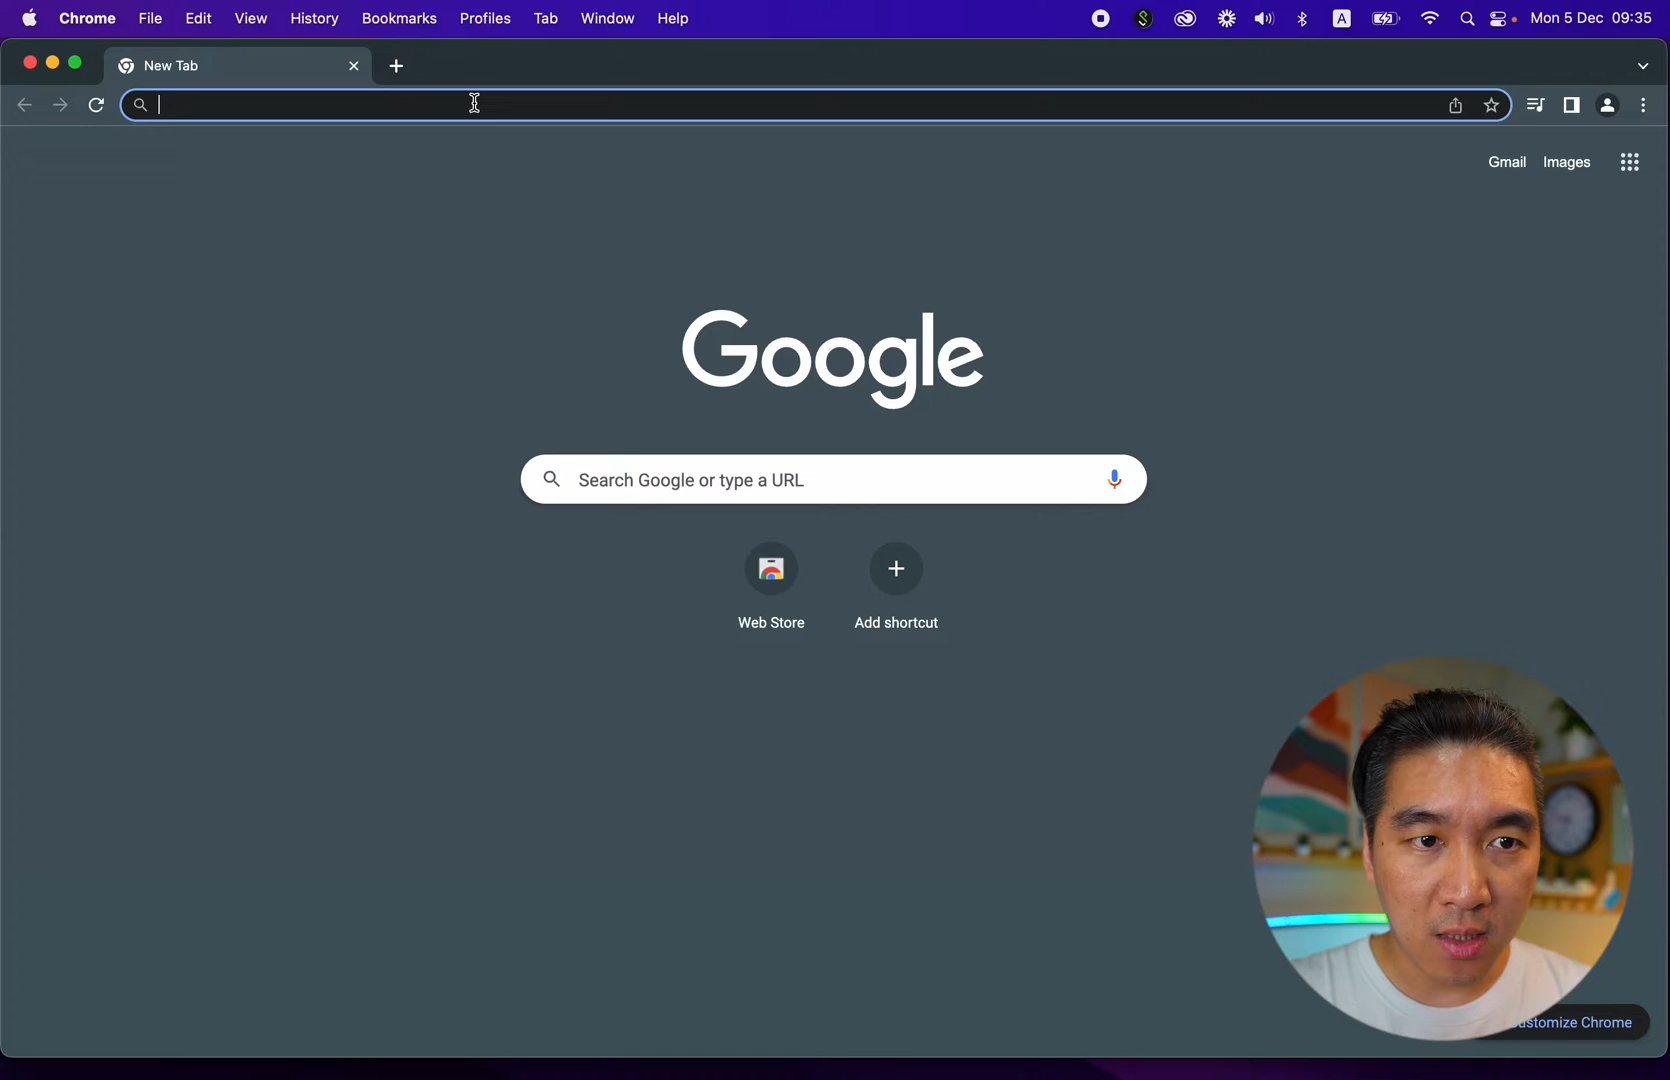 Chrome File Edit View History Bookmarks Profiles Tab Window Help A Mon 5 Dec 09:35
New Tab
Gmail Images
Google
Search Google or type a URL
Web Store Add shortcut
ustomize Chrome